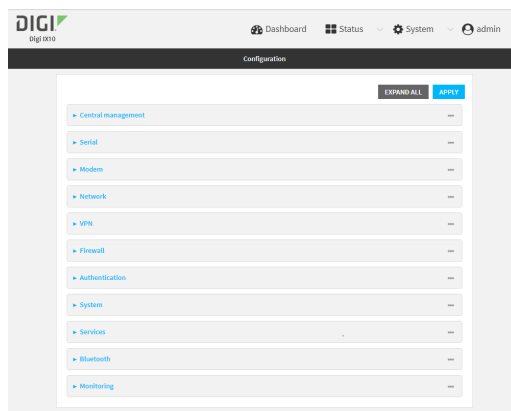 DIGI
Digi IX10
Dashboard Status System admin
Configuration
EXPAND ALL APPLY
Central management
Serial
Modem
Network
VPN
Firewall
Authentication
System
Services
Bluetooth
Monitoring